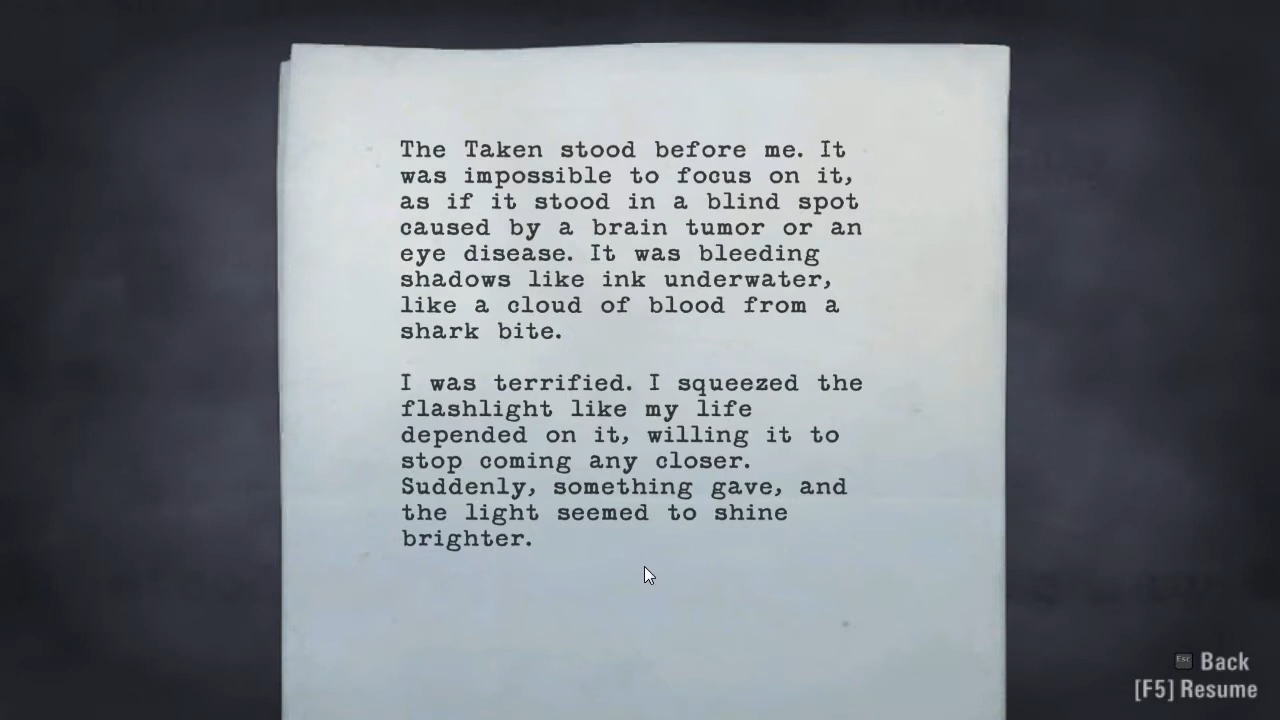 The Taken stood before me. It
was impossible to focus on it,
as if it stood in a blind spot
caused by a brain tumor or an
eye disease. It was bleeding
shadows like ink underwater,
like a cloud of blood from a
shark bite.
I was terrified. I squeezed the
flashlight like my life
depended on it, willing it to
stop coming any closer.
Suddenly, something gave, and
the light seemed to shine
brighter.
Esc Back
[F5] Resume